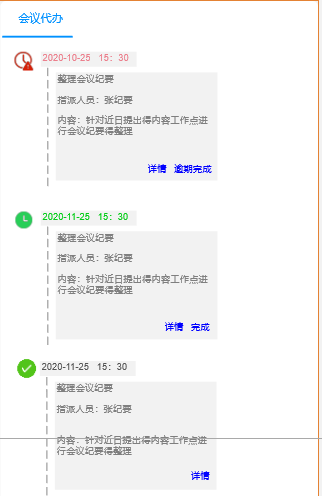 会议代办
2020-10-25 15：30
整理会议纪要
指派人员：张纪要
内容：针对近日提出得内容工作点进
行会议纪要得整理
详情 逾期完成
2020-11-25 15：30
整理会议纪要
指派人员：张纪要
内容：针对近日提出得内容工作点进
行会议纪要得整理
详情 完成
2020-11-25 15：30
整理会议纪要
指派人员：张纪要
内容：针对近日提出得内容工作点进
行会议纪要得整理
详情